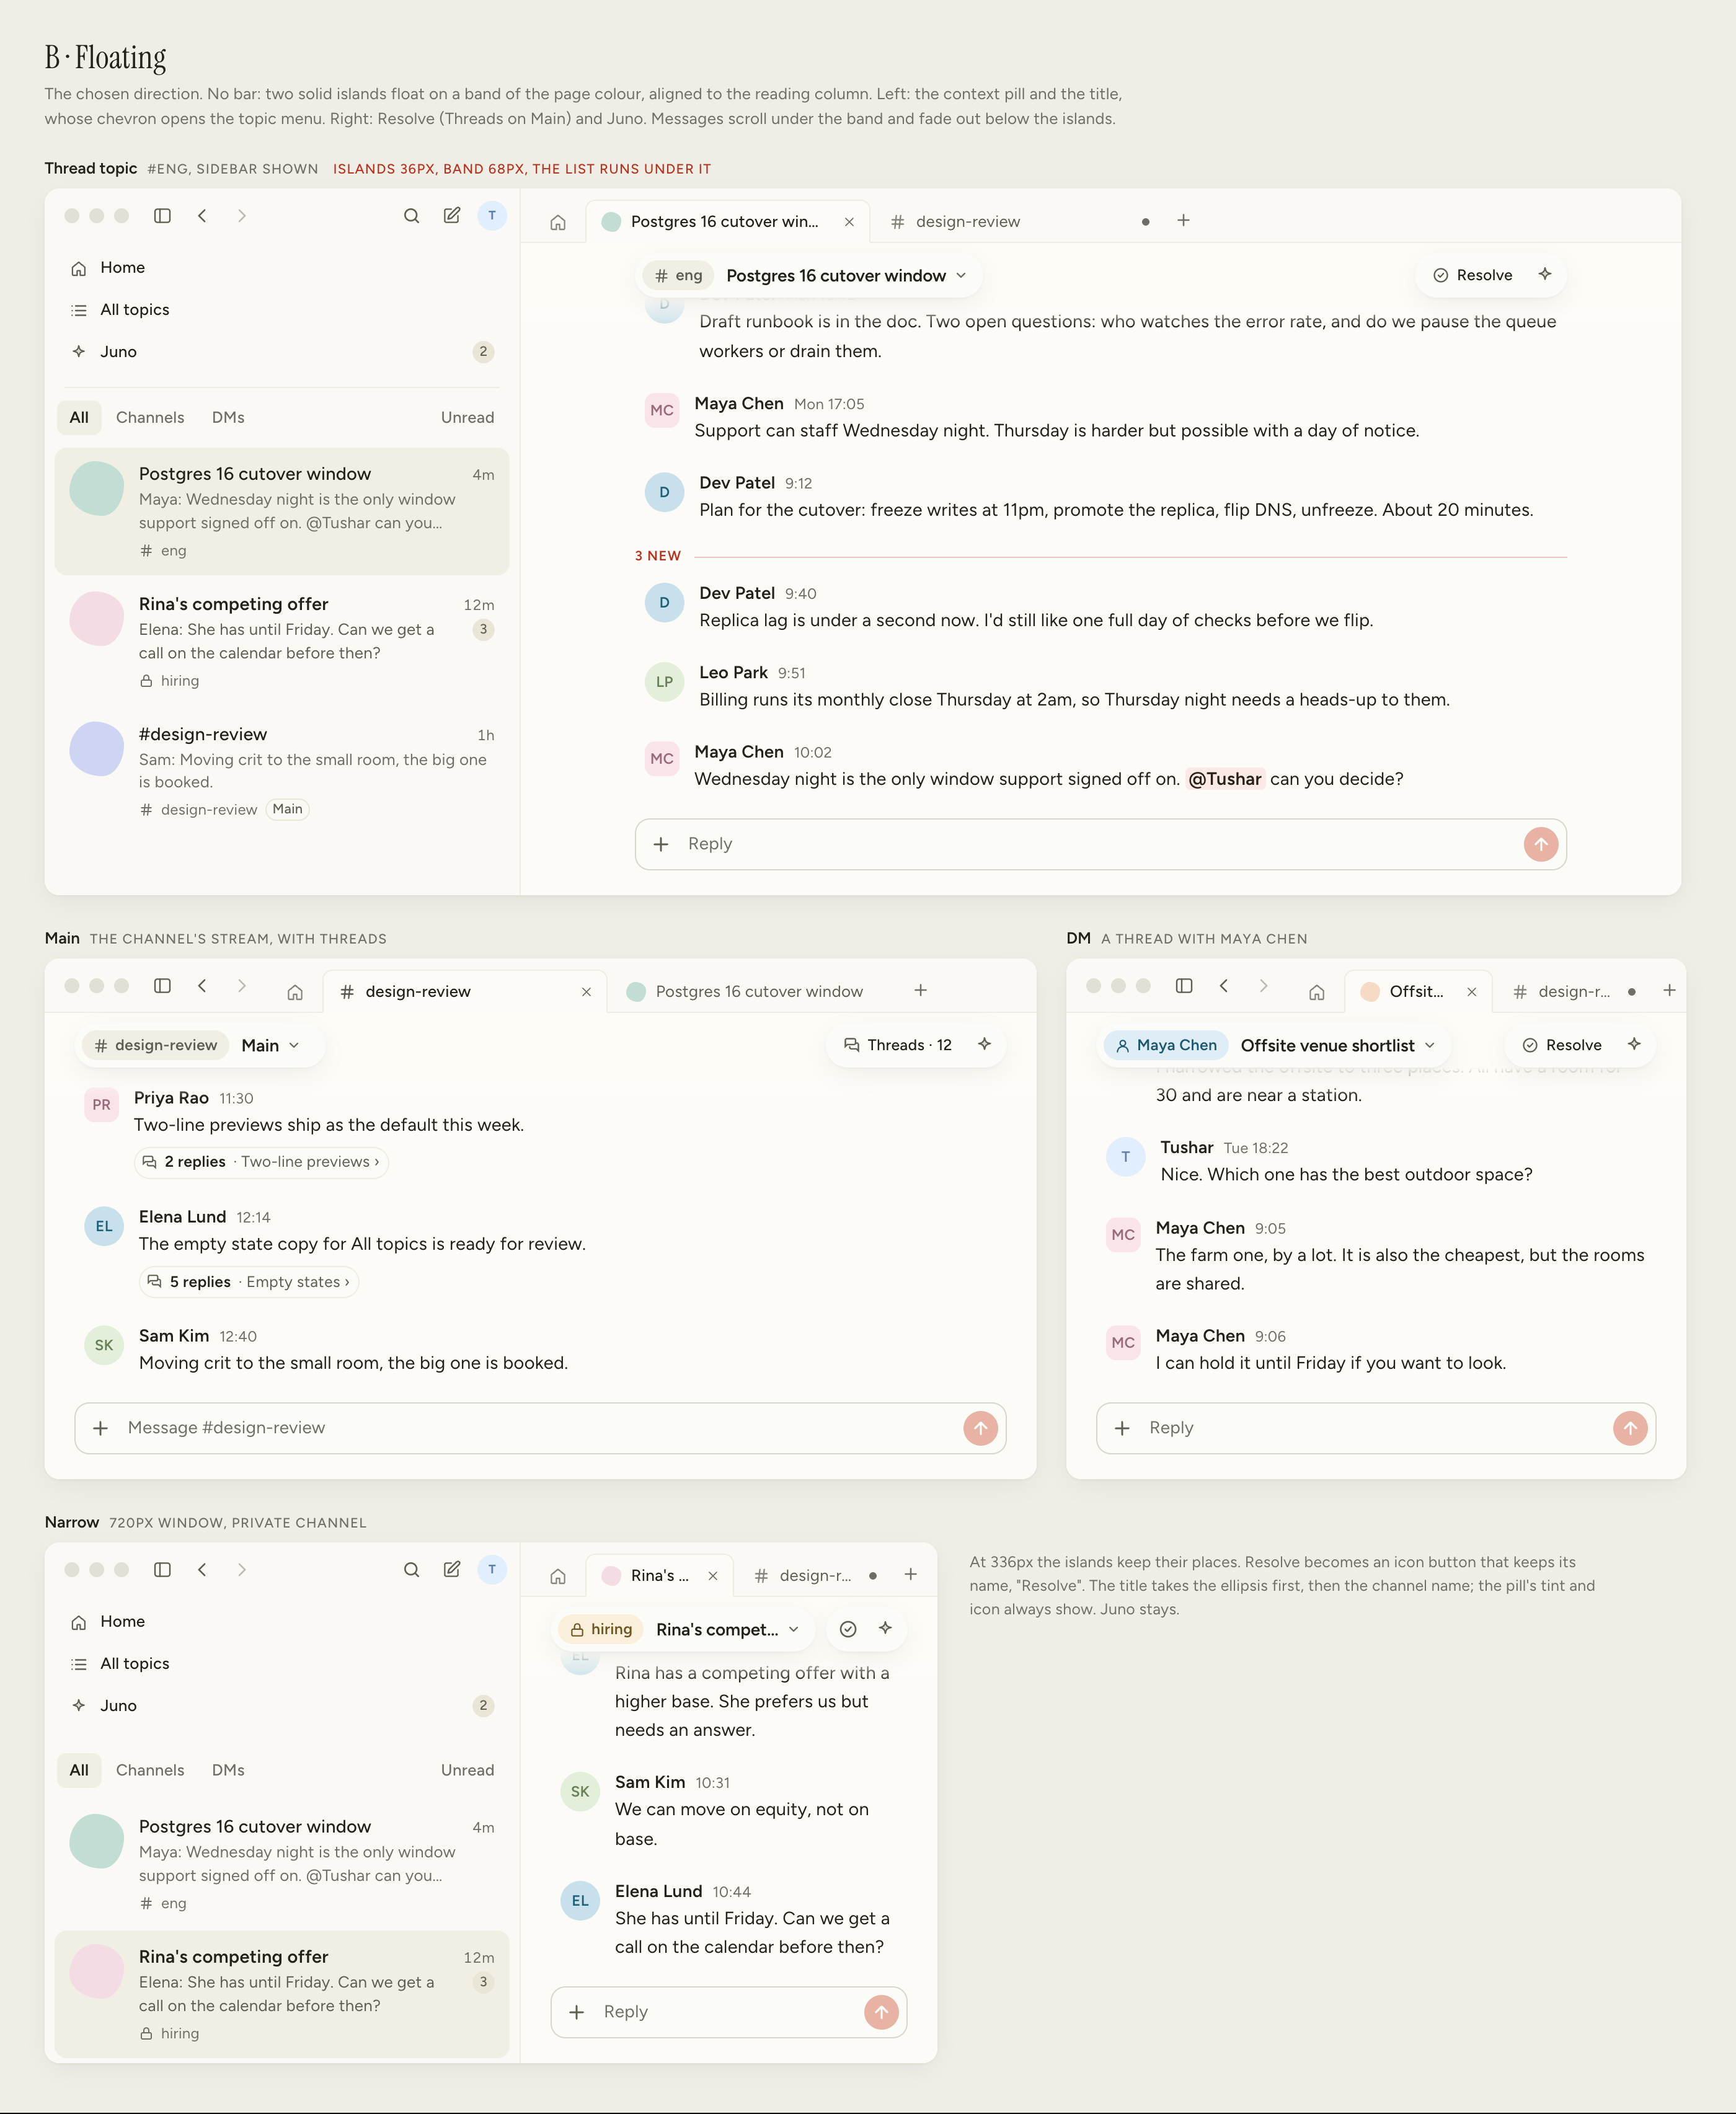 B · Floating
The chosen direction. No bar: two solid islands float on a band of the page colour, aligned to the reading column. Left: the context pill and the title,
whose chevron opens the topic menu. Right: Resolve (Threads on Main) and Juno. Messages scroll under the band and fade out below the islands.
Thread topic #ENG, SIDEBAR SHOWN ISLANDS 36PX, BAND 68PX, THE LIST RUNS UNDER IT
T
Home
All topics
Juno 2
All Channels DMs Unread
Postgres 16 cutover window 4m
Maya: Wednesday night is the only window
support signed off on. @Tushar can you...
# eng
Rina's competing offer 12m
Elena: She has until Friday. Can we get a 3
call on the calendar before then?
hiring
#design-review 1h
Sam: Moving crit to the small room, the big one
is booked.
# design-review Main
Postgres 16 cutover win... # design-review
# eng Postgres 16 cutover window Resolve
D
Draft runbook is in the doc. Two open questions: who watches the error rate, and do we pause the queue
workers or drain them.
MC Maya Chen Mon 17:05
Support can staff Wednesday night. Thursday is harder but possible with a day of notice.
D Dev Patel 9:12
Plan for the cutover: freeze writes at 11pm, promote the replica, flip DNS, unfreeze. About 20 minutes.
3 NEW
D Dev Patel 9:40
Replica lag is under a second now. I'd still like one full day of checks before we flip.
LP Leo Park 9:51
Billing runs its monthly close Thursday at 2am, so Thursday night needs a heads-up to them.
MC Maya Chen 10:02
Wednesday night is the only window support signed off on. @Tushar can you decide?
Reply
Main THE CHANNEL'S STREAM, WITH THREADS
# design-review Postgres 16 cutover window
# design-review Main Threads · 12
PR Priya Rao 11:30
Two-line previews ship as the default this week.
2 replies · Two-line previews ›
EL Elena Lund 12:14
The empty state copy for All topics is ready for review.
5 replies · Empty states ›
SK Sam Kim 12:40
Moving crit to the small room, the big one is booked.
Message #design-review
DM A THREAD WITH MAYA CHEN
Offsit... # design-r...
Maya Chen Offsite venue shortlist Resolve
30 and are near a station.
T Tushar Tue 18:22
Nice. Which one has the best outdoor space?
MC Maya Chen 9:05
The farm one, by a lot. It is also the cheapest, but the rooms
are shared.
MC Maya Chen 9:06
I can hold it until Friday if you want to look.
Reply
Narrow 720PX WINDOW, PRIVATE CHANNEL
T
Home
All topics
Juno 2
All Channels DMs Unread
Postgres 16 cutover window 4m
Maya: Wednesday night is the only window
support signed off on. @Tushar can you...
# eng
Rina's competing offer 12m
Elena: She has until Friday. Can we get a 3
call on the calendar before then?
hiring
Rina's ... # design-r...
hiring Rina's compet...
EL
Rina has a competing offer with a
higher base. She prefers us but
needs an answer.
SK Sam Kim 10:31
We can move on equity, not on
base.
EL Elena Lund 10:44
She has until Friday. Can we get a
call on the calendar before then?
Reply
At 336px the islands keep their places. Resolve becomes an icon button that keeps its
name, "Resolve". The title takes the ellipsis first, then the channel name; the pill's tint and
icon always show. Juno stays.